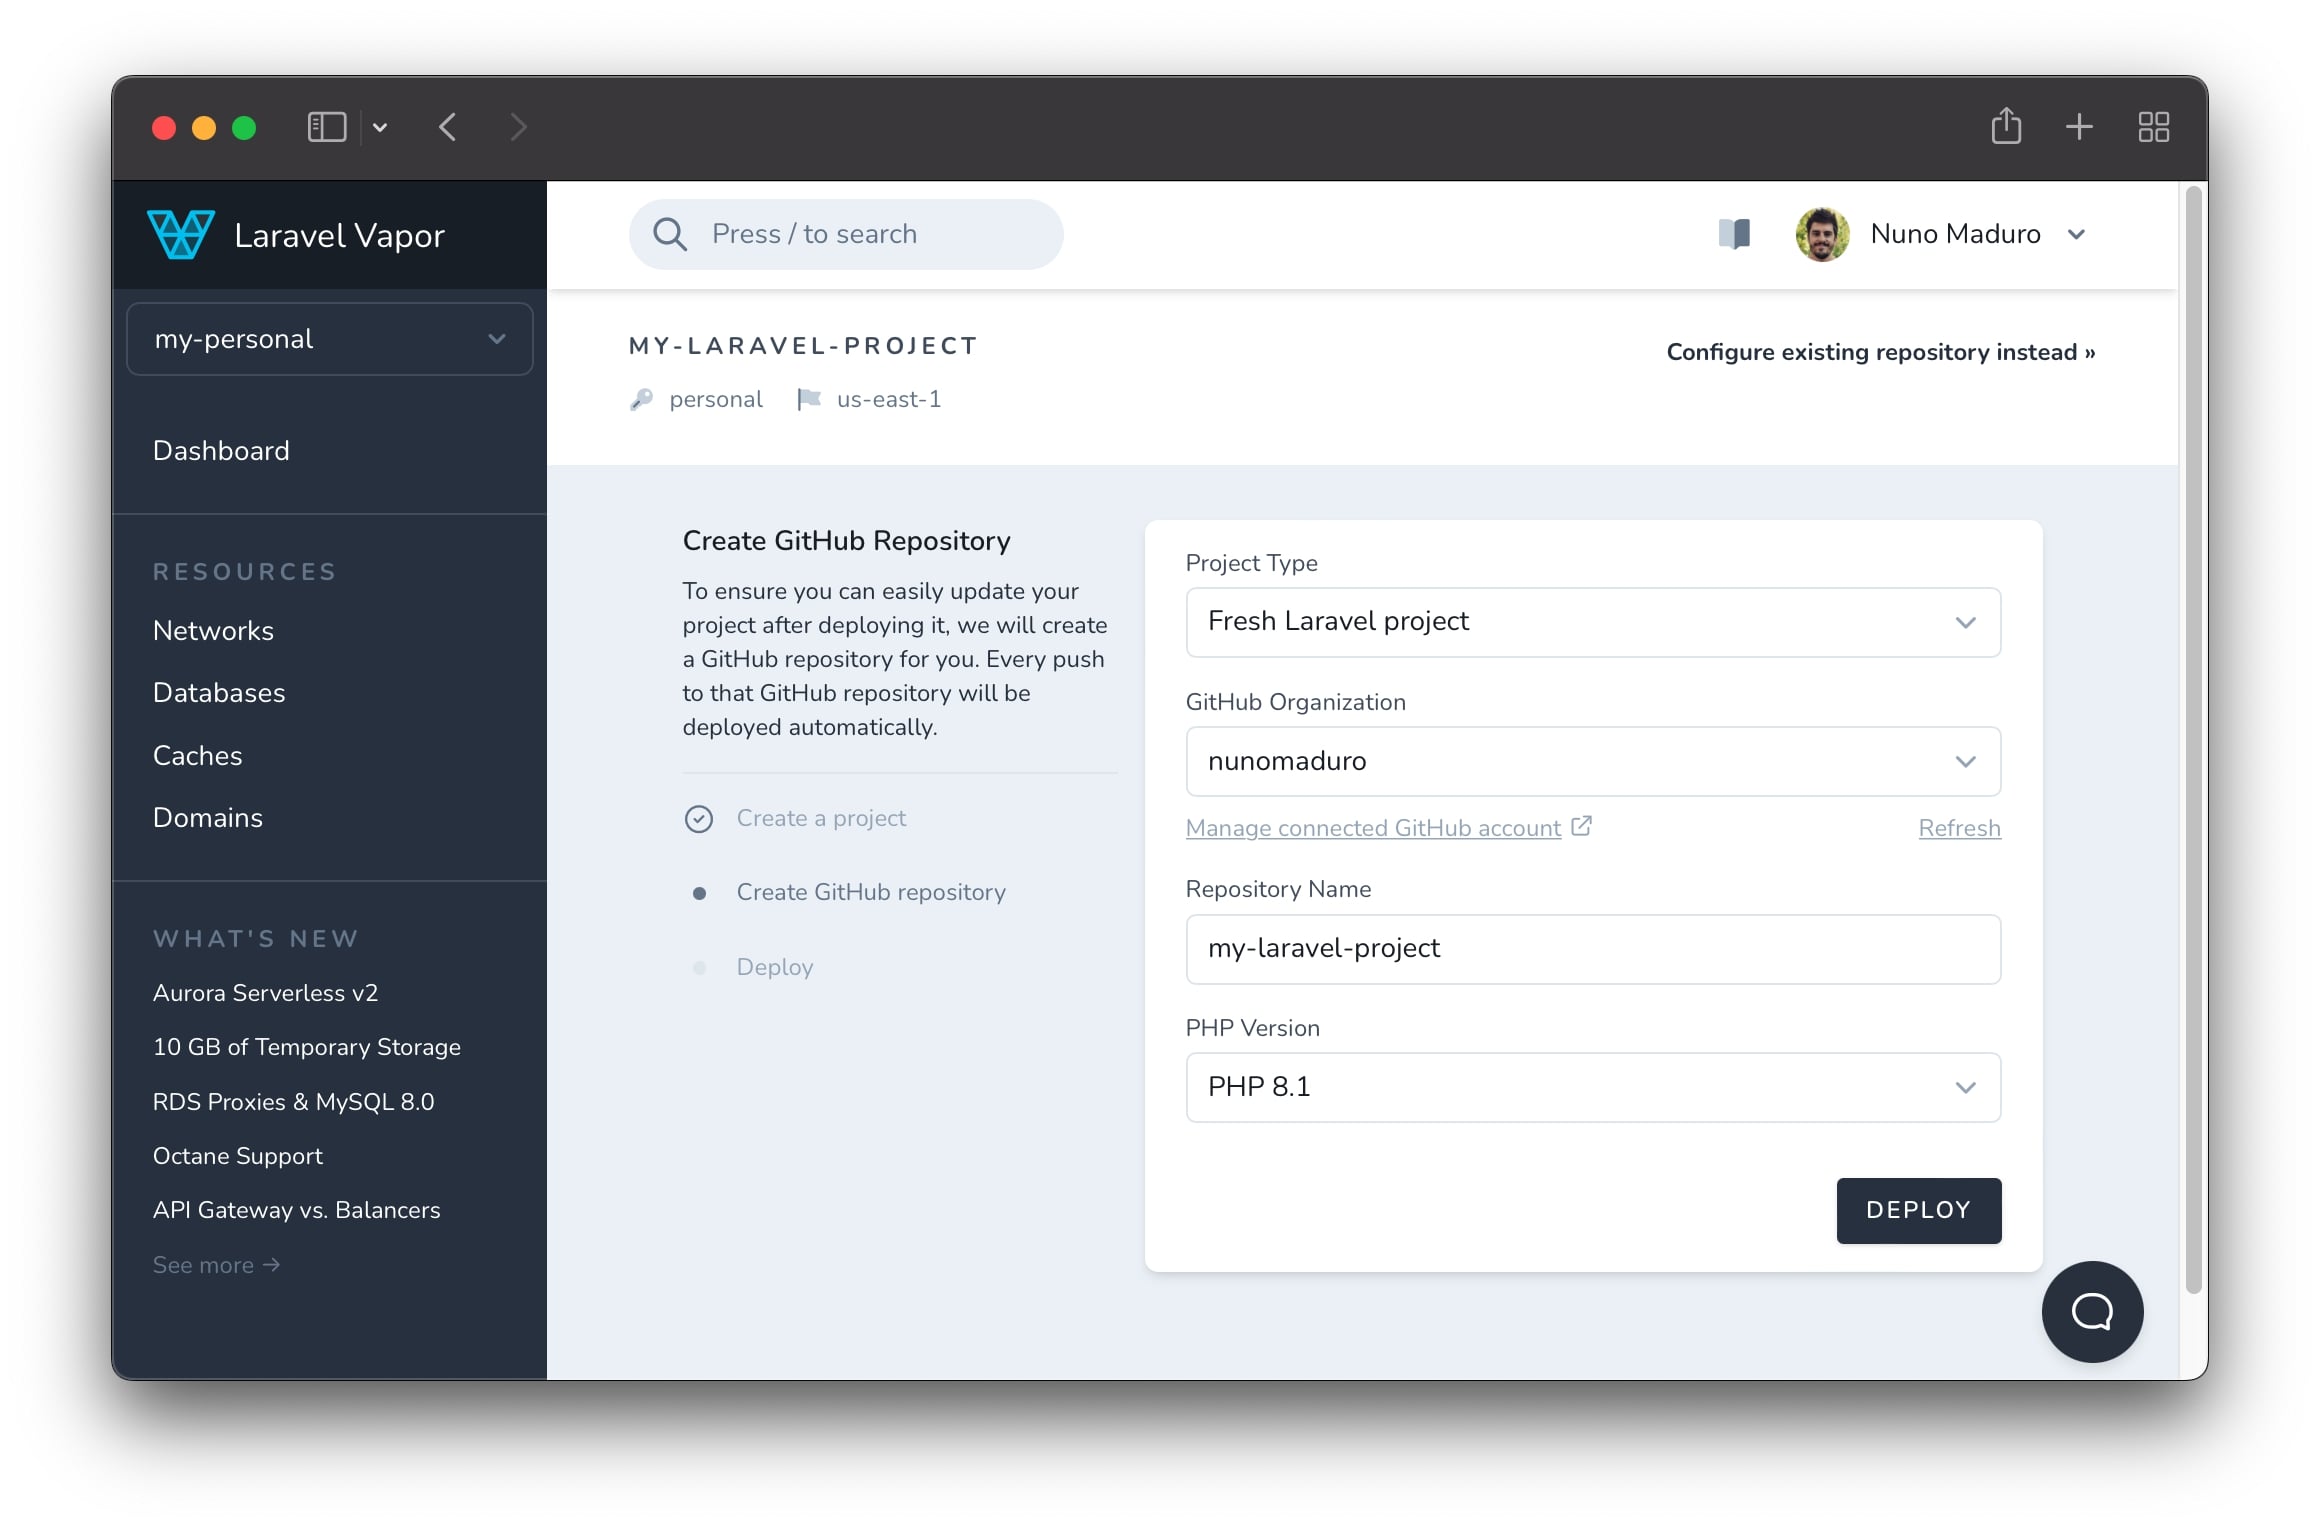 Laravel Vapor
Press / to search
Nuno Maduro
my-personal
Dashboard
RESOURCES
Networks
Databases
Caches
Domains
WHAT'S NEW
Aurora Serverless v2
10 GB of Temporary Storage
RDS Proxies & MySQL 8.0
Octane Support
API Gateway vs. Balancers
See more →
MY-LARAVEL-PROJECT
Configure existing repository instead »
personal us-east-1
Create GitHub Repository
To ensure you can easily update your
project after deploying it, we will create
a GitHub repository for you. Every push
to that GitHub repository will be
deployed automatically.
Create a project
Create GitHub repository
Deploy
Project Type
Fresh Laravel project
GitHub Organization
nunomaduro
Manage connected GitHub account Refresh
Repository Name
my-laravel-project
PHP Version
PHP 8.1
DEPLOY